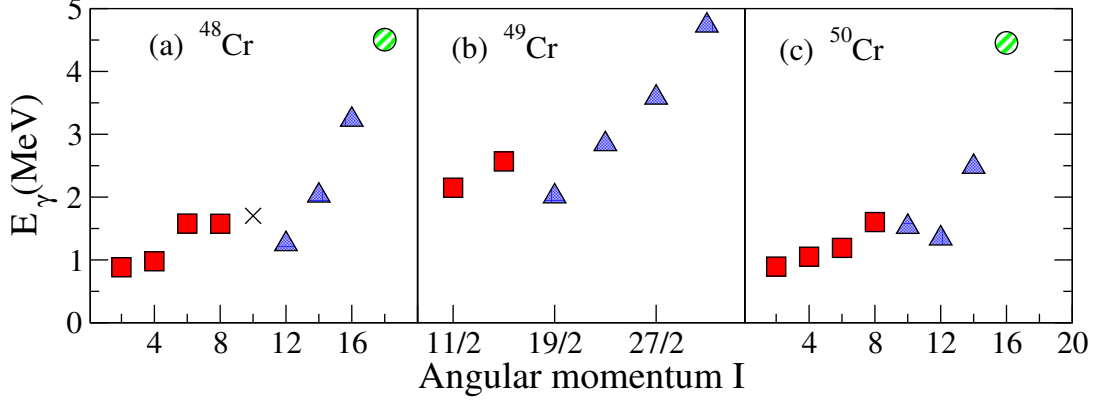 5
4
3
2
1
0
E_γ(MeV)
(a) ⁴⁸Cr
(b) ⁴⁹Cr
(c) ⁵⁰Cr
4 8 12 16 11/2 19/2 27/2 4 8 12 16 20
Angular momentum I